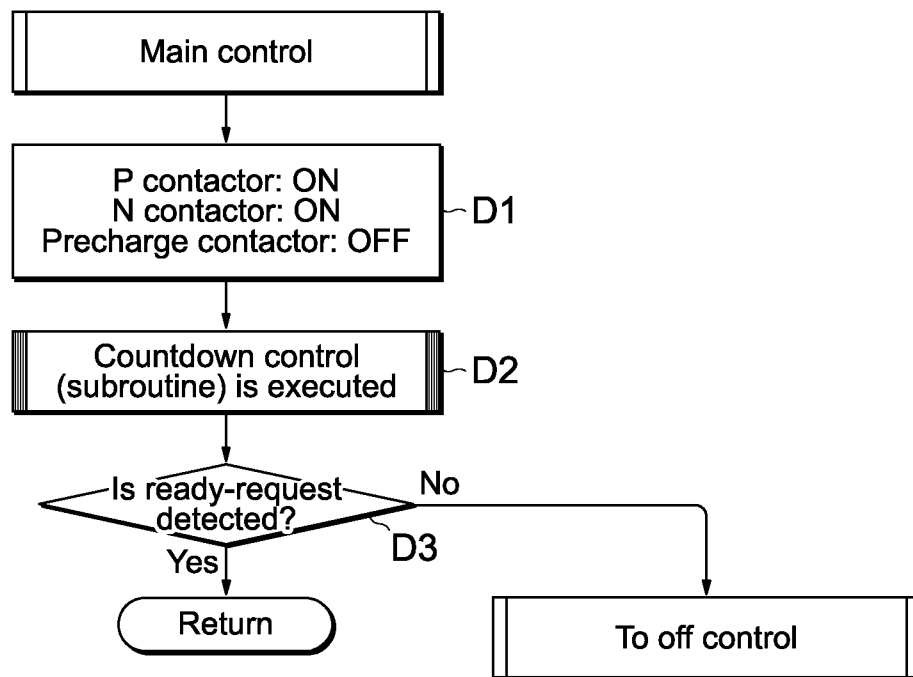 Main control
P contactor: ON
N contactor: ON
Precharge contactor: OFF
D1
Countdown control
(subroutine) is executed
D2
Is ready-request
detected?
No
D3
Yes
Return
To off control